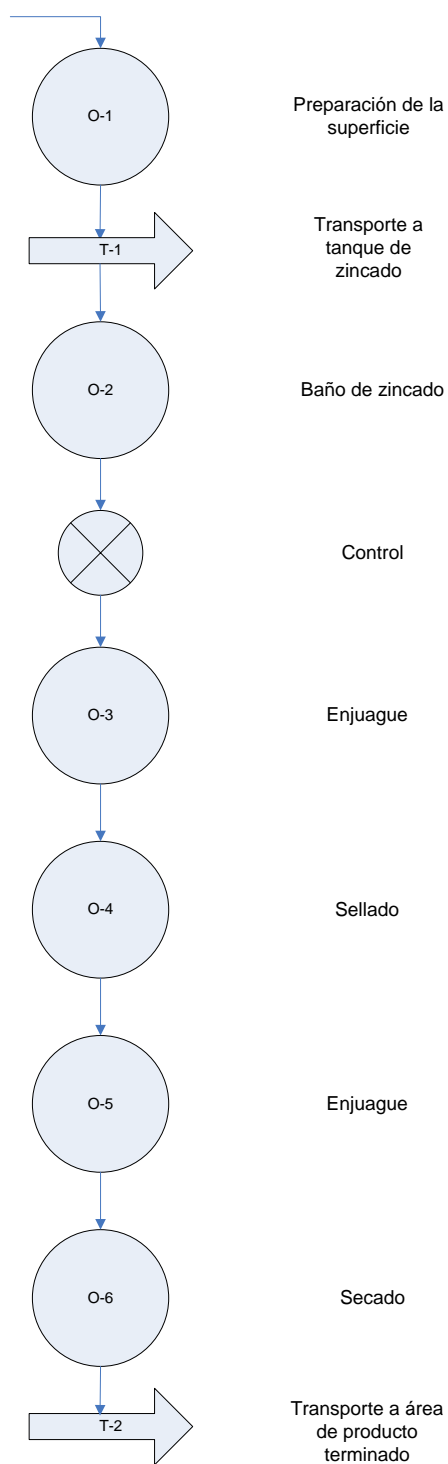 O-1
Preparación de la
superficie
T-1
Transporte a
tanque de
zincado
O-2
Baño de zincado
Control
O-3
Enjuague
O-4
Sellado
O-5
Enjuague
O-6
Secado
T-2
Transporte a área
de producto
terminado